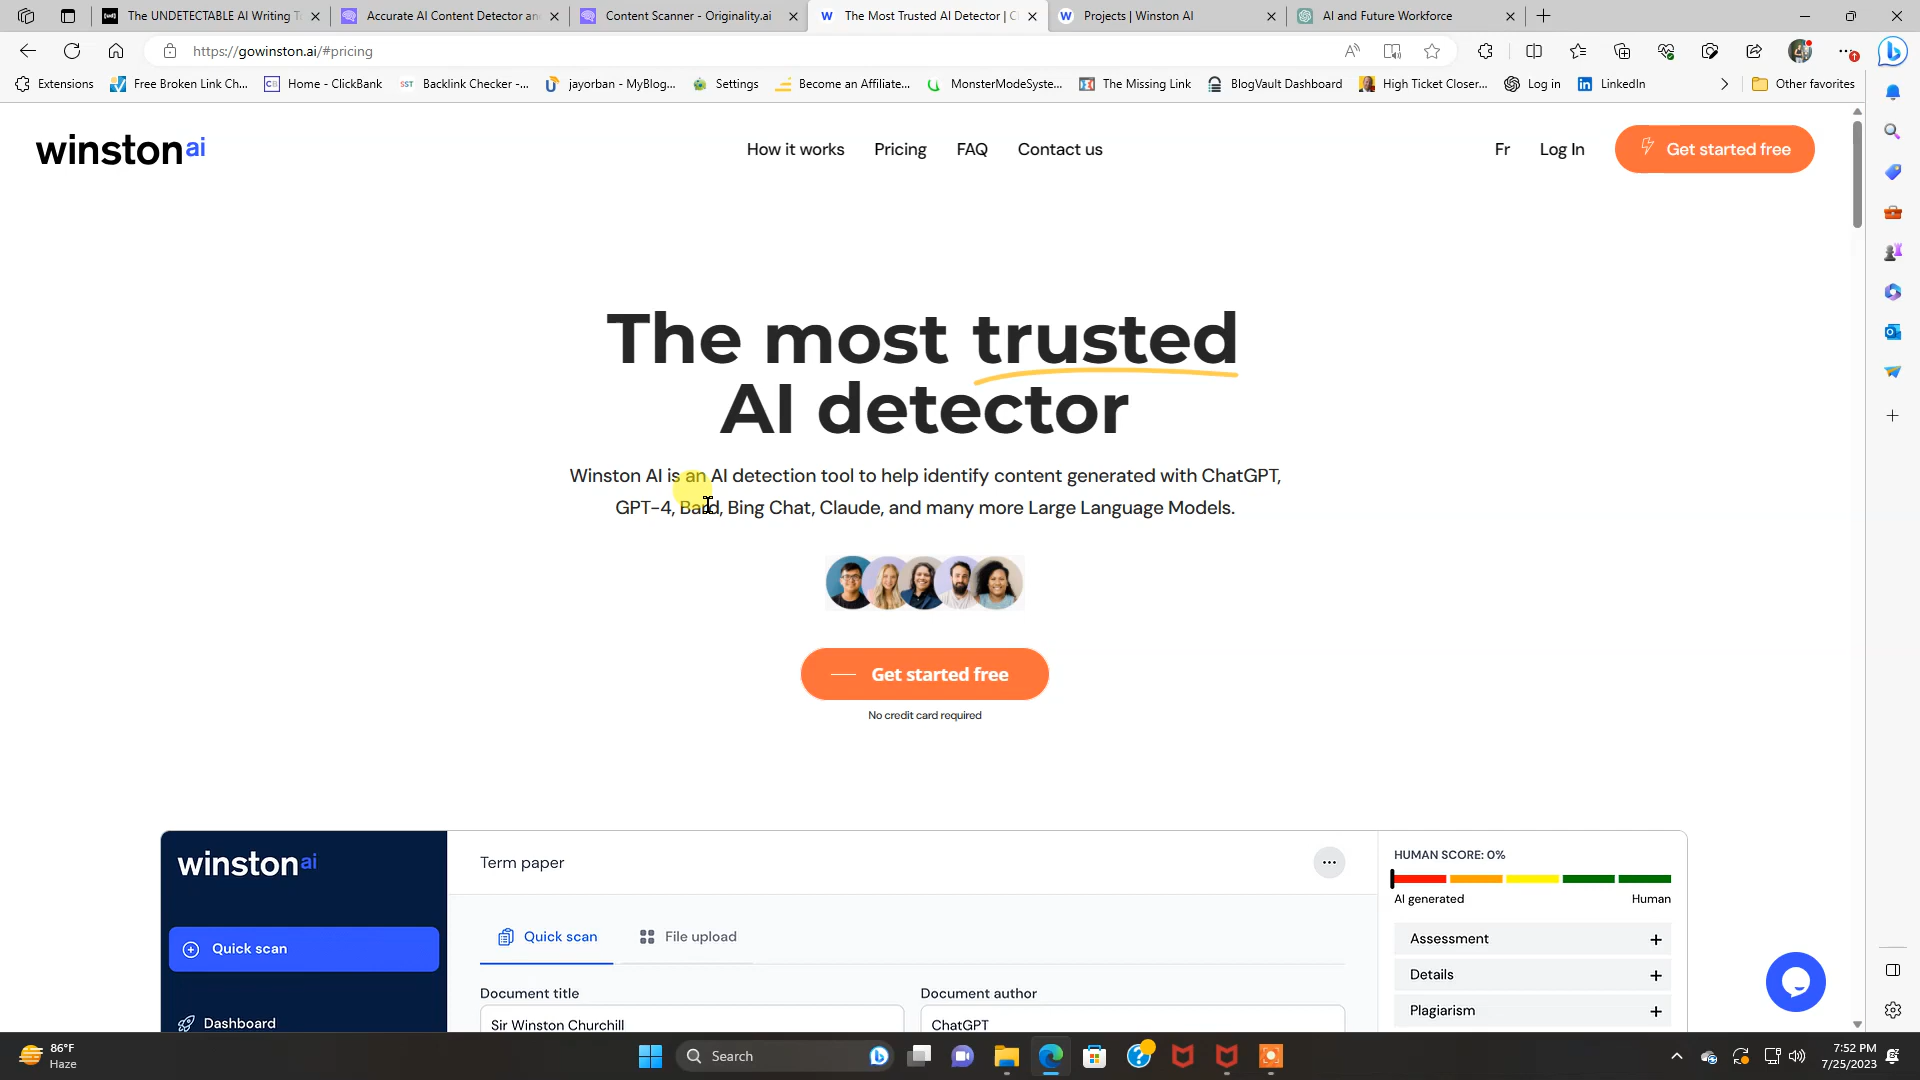 The UNDETECTABLE AI Writing T
Accurate AI Content Detector an
Content Scanner - Originality.ai
The Most Trusted AI Detector | C
Projects | Winston AI
AI and Future Workforce
https://gowinston.ai/#pricing
Extensions
Free Broken Link Ch...
CB
Home - ClickBank
SST
Backlink Checker -...
jayorban - MyBlog...
Settings
Become an Affiliate...
MonsterModeSyste...
The Missing Link
BlogVault Dashboard
High Ticket Closer...
Log in
LinkedIn
Other favorites
winston ai
How it works
Pricing
FAQ
Contact us
Fr
Log In
Get started free
The most trusted
AI detector
Winston AI is an AI detection tool to help identify content generated with ChatGPT,
GPT-4, Bard, Bing Chat, Claude, and many more Large Language Models.
Get started free
No credit card required
winston ai
Quick scan
Dashboard
Term paper
Quick scan
File upload
Document title
Document author
Sir Winston Churchill
ChatGPT
HUMAN SCORE: 0%
AI generated
Human
Assessment
Details
Plagiarism
86°F
Haze
Search
7:52 PM
7/25/2023